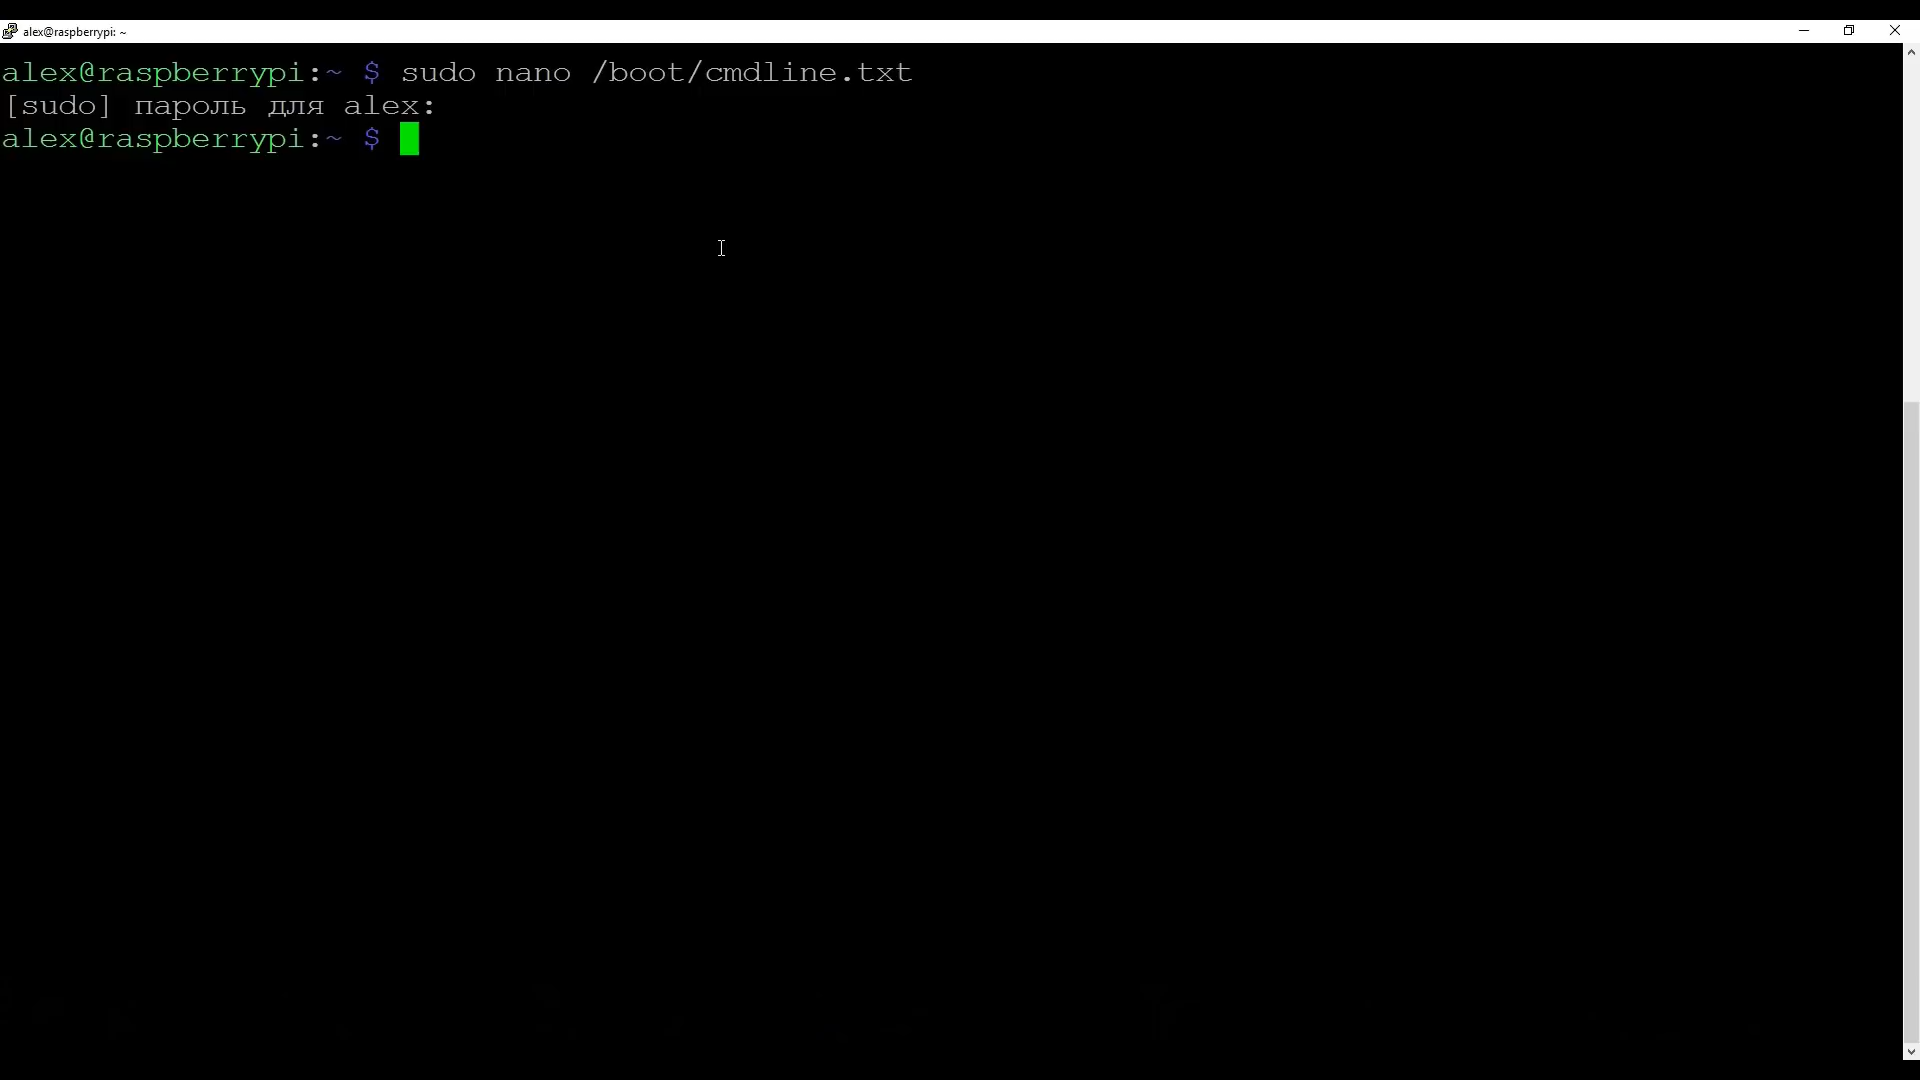 alex@raspberrypi: ~
alex@raspberrypi:~ $ sudo nano /boot/cmdline.txt
[sudo] пароль для alex:
alex@raspberrypi:~ $